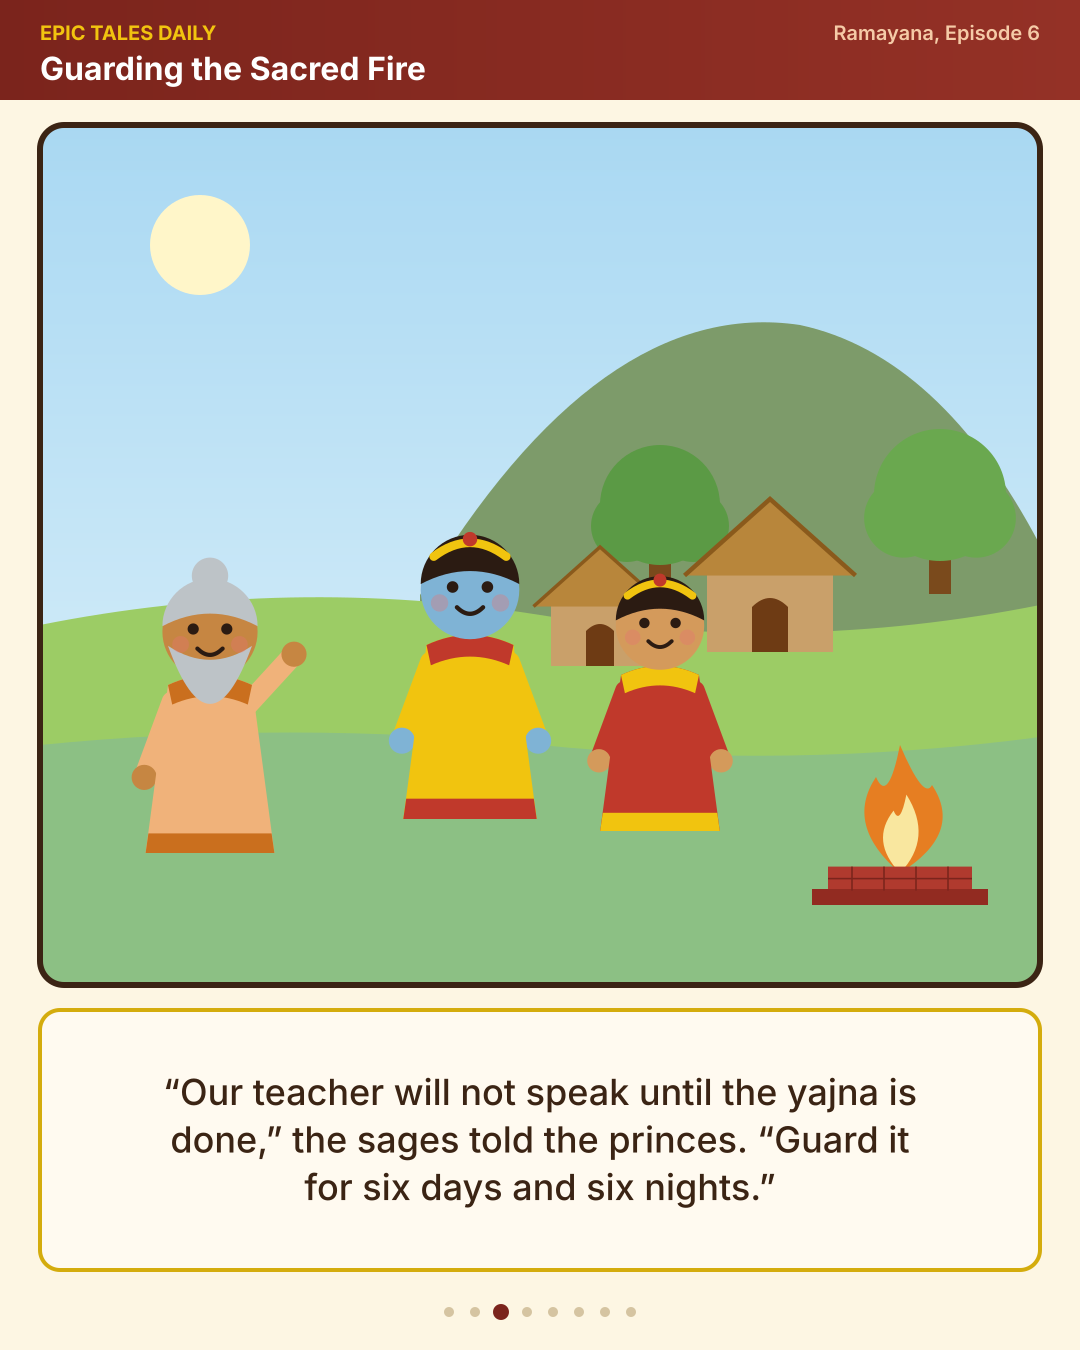 EPIC TALES DAILY
Ramayana, Episode 6
Guarding the Sacred Fire
“Our teacher will not speak until the yajna is
done,” the sages told the princes. “Guard it
for six days and six nights.”